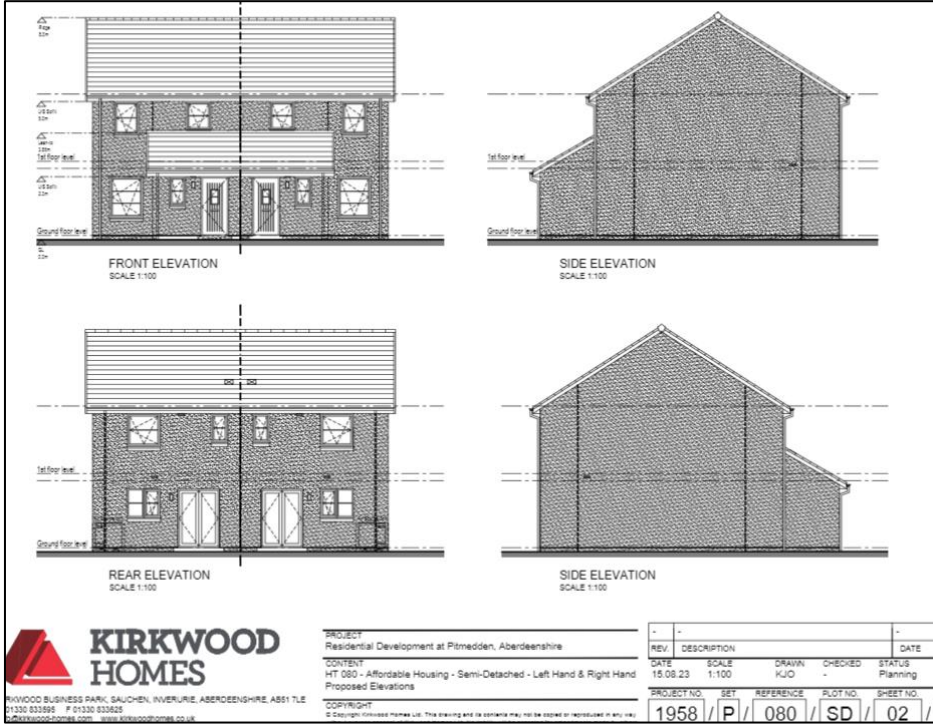 Ridge
1st floor level
Ground floor level
FRONT ELEVATION
SCALE 1:100
1st floor level
Ground floor level
SIDE ELEVATION
SCALE 1:100
1st floor level
Ground floor level
REAR ELEVATION
SCALE 1:100
SIDE ELEVATION
SCALE 1:100
KIRKWOOD
HOMES
RKWOOD BUSINESS PARK, SAUCHEN, INVERURIE, ABERDEENSHIRE, AB51 7LE
01330 833595 F 01330 833625
kirkwood-homes.com www.kirkwoodhomes.co.uk
PROJECT
Residential Development at Pitmedden, Aberdeenshire
CONTENT
HT 080 - Affordable Housing - Semi-Detached - Left Hand & Right Hand
Proposed Elevations
COPYRIGHT
© Copyright Kirkwood Homes Ltd. This drawing and its contents may not be copied or reproduced in any way
- - -
REV. DESCRIPTION DATE
DATE SCALE DRAWN CHECKED STATUS
15.08.23 1:100 KJO - Planning
PROJECT NO. SET REFERENCE PLOT NO. SHEET NO.
1958 / P / 080 / SD / 02 /